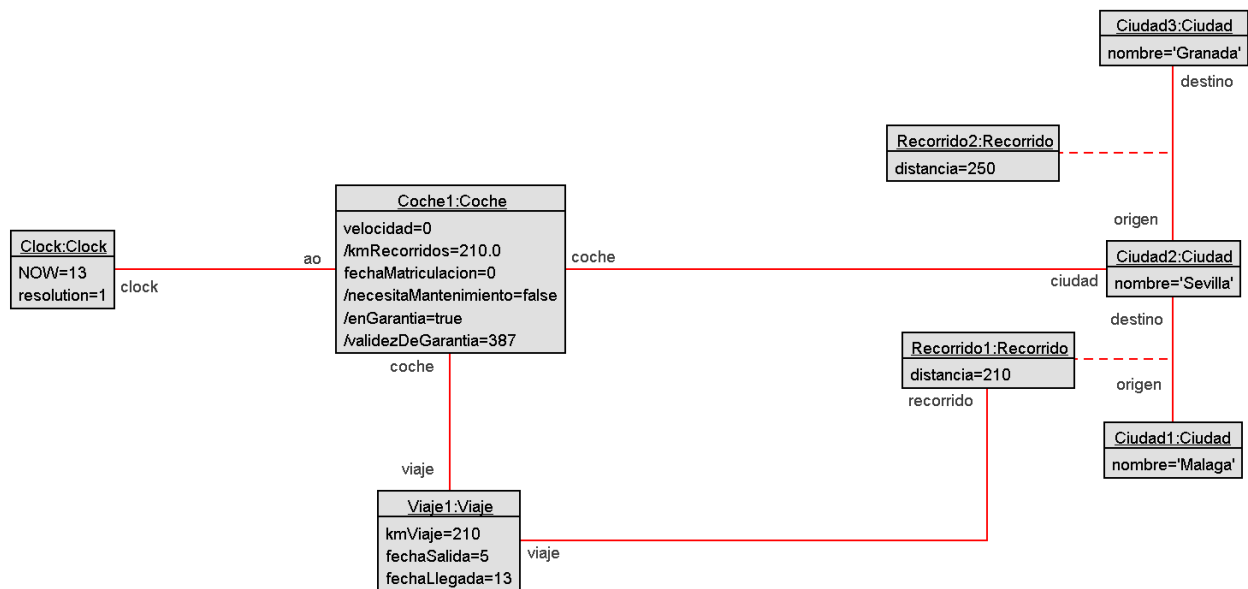 Ciudad3:Ciudad
nombre='Granada'
destino
Recorrido2:Recorrido
distancia=250
origen
Coche1:Coche
velocidad=0
/kmRecorridos=210.0
fechaMatriculacion=0
/necesitaMantenimiento=false
/enGarantia=true
/validezDeGarantia=387
Clock:Clock
NOW=13
resolution=1
ao
clock
coche
ciudad
Ciudad2:Ciudad
nombre='Sevilla'
destino
Recorrido1:Recorrido
distancia=210
origen
coche
recorrido
Ciudad1:Ciudad
nombre='Malaga'
viaje
Viaje1:Viaje
kmViaje=210
fechaSalida=5
fechaLlegada=13
viaje